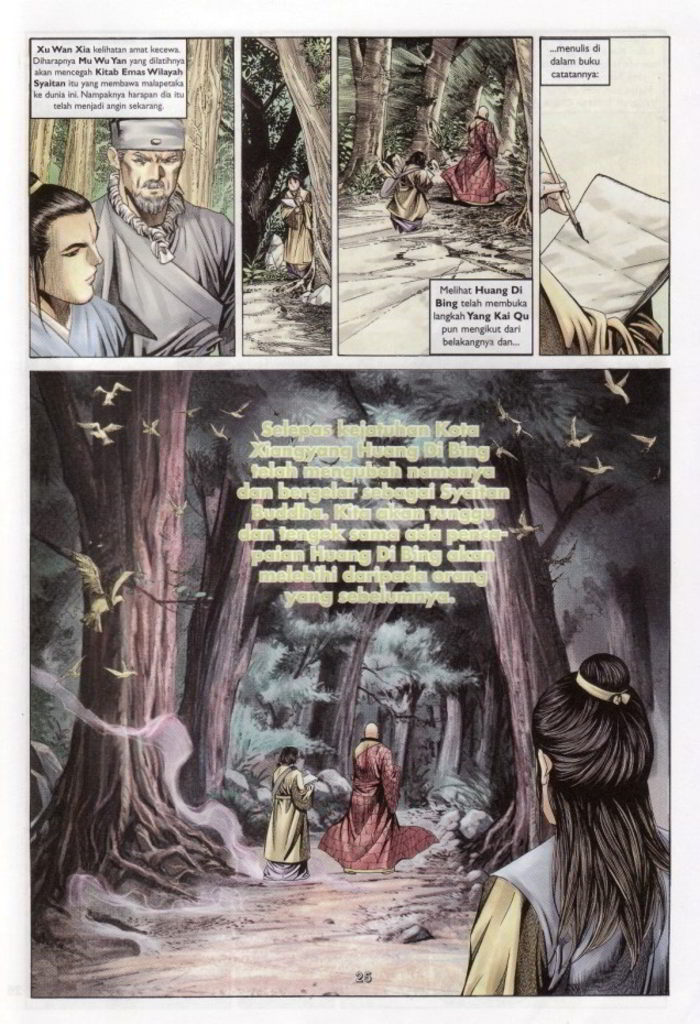 Xu Wan Xia kelihatan amat kecewa.
Diharapnya Mu Wu Yan yang dilatihnya
akan mencegah Kitab Emas Wilayah
Syaitan itu yang membawa malapetaka
ke dunia ini. Nampaknya harapan dia itu
telah menjadi angin sekarang.
Melihat Huang Di
Bing telah membuka
langkah Yang Kai Qu
pun mengikut dari
belakangnya dan...
...menulis di
dalam buku
catatannya:
Selepas kejatuhan Kota
Xiangyang Huang Di Bing
telah mengubah namanya
dan bergelar sebagai Syaitan
Buddha. Kita akan tunggu
dan tengok sama ada penca-
paian Huang Di Bing akan
melebihi daripada orang
yang sebelumnya.
25